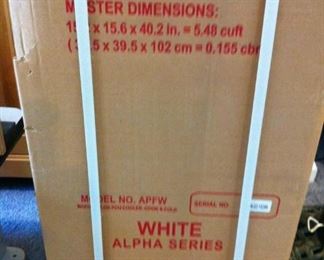 MASTER DIMENSIONS:
x 15.6 x 40.2 in. = 5.48 cuft
x 39.5 x 102 cm = 0.155 cbm
MODEL NO. APFW
SERIAL NO
WHITE
ALPHA SERIES